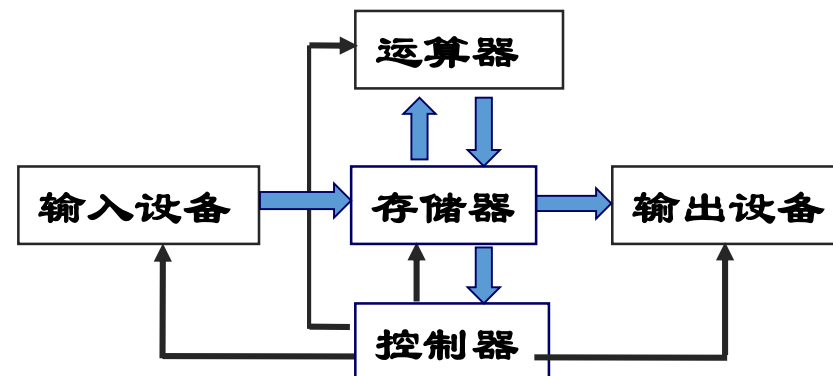 运算器
输入设备
存储器
输出设备
控制器